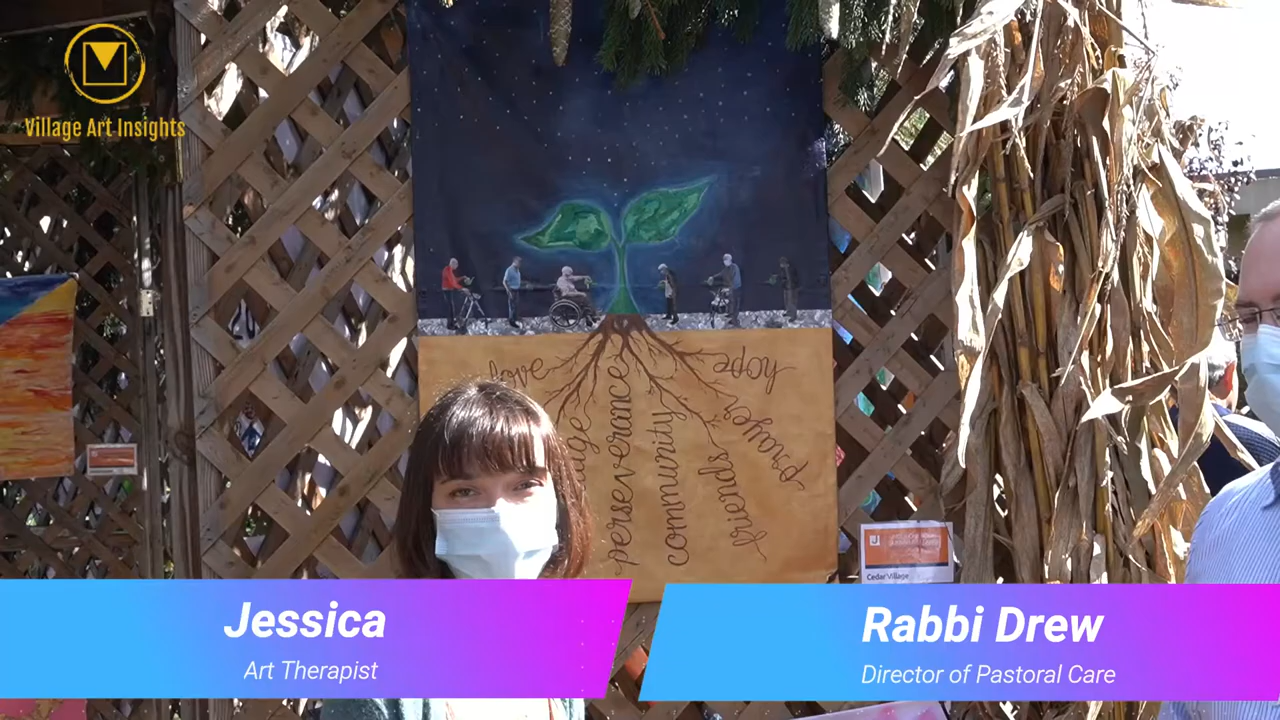 Village Art Insights
love
hope
perseverance
community
prayer
friends
Cedar Village
Jessica
Art Therapist
Rabbi Drew
Director of Pastoral Care